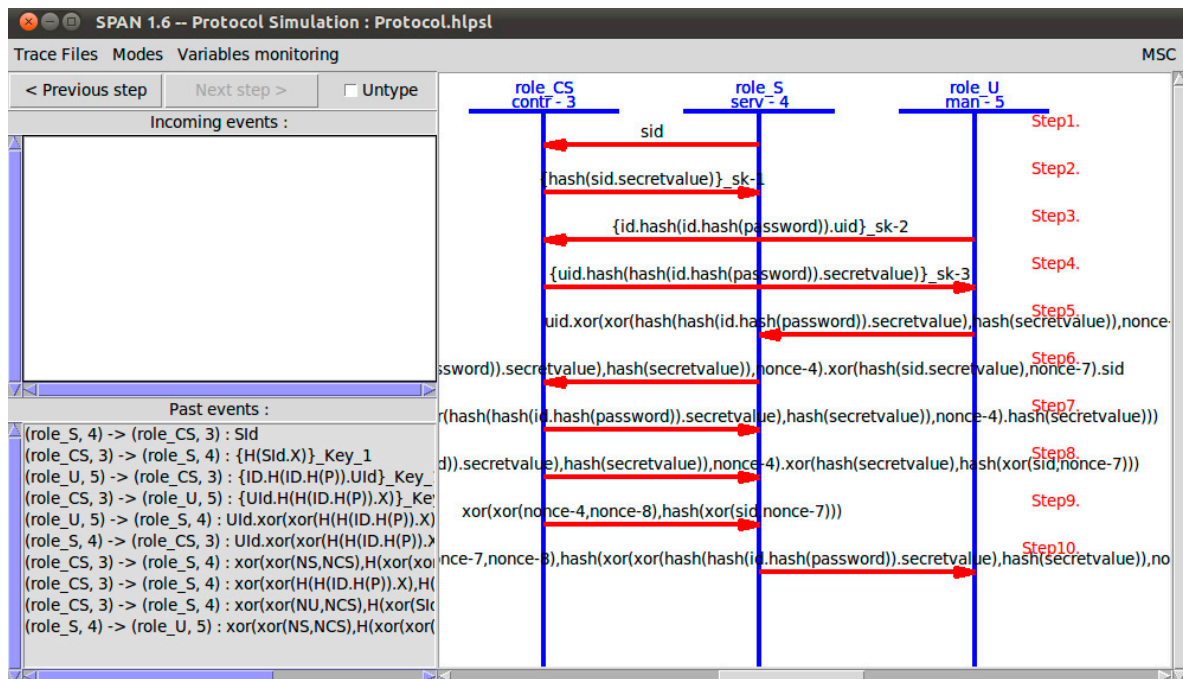 SPAN 1.6 -- Protocol Simulation : Protocol.hlpsl
Trace Files Modes Variables monitoring MSC
< Previous step Next step > Untype
Incoming events :
Past events :
(role_S, 4) -> (role_CS, 3) : SId
(role_CS, 3) -> (role_S, 4) : {H(SId.X)}_Key_1
(role_U, 5) -> (role_CS, 3) : {ID.H(ID.H(P)).UId}_Key_
(role_CS, 3) -> (role_U, 5) : {UId.H(H(ID.H(P)).X)}_Key
(role_U, 5) -> (role_S, 4) : UId.xor(xor(H(H(ID.H(P)).X)
(role_S, 4) -> (role_CS, 3) : UId.xor(xor(H(H(ID.H(P)).X
(role_CS, 3) -> (role_S, 4) : xor(xor(NS,NCS),H(xor(xor
(role_CS, 3) -> (role_S, 4) : xor(xor(H(H(ID.H(P)).X),H(
(role_CS, 3) -> (role_S, 4) : xor(xor(NU,NCS),H(xor(SId
(role_S, 4) -> (role_U, 5) : xor(xor(NS,NCS),H(xor(xor(
role_CS
contr - 3
role_S
serv - 4
role_U
man - 5
Step1.
sid
Step2.
{hash(sid.secretvalue)}_sk-1
Step3.
{id.hash(id.hash(password)).uid}_sk-2
Step4.
{uid.hash(hash(id.hash(password)).secretvalue)}_sk-3
Step5.
uid.xor(xor(hash(hash(id.hash(password)).secretvalue),hash(secretvalue)),nonce-
Step6.
ssword)).secretvalue),hash(secretvalue)),nonce-4).xor(hash(sid.secretvalue),nonce-7).sid
Step7.
r(hash(hash(id.hash(password)).secretvalue),hash(secretvalue)),nonce-4).hash(secretvalue)))
Step8.
d)).secretvalue),hash(secretvalue)),nonce-4).xor(hash(secretvalue),hash(xor(sid,nonce-7)))
Step9.
xor(xor(nonce-4,nonce-8),hash(xor(sid,nonce-7)))
Step10.
nce-7,nonce-8),hash(xor(xor(hash(hash(id.hash(password)).secretvalue),hash(secretvalue)),no